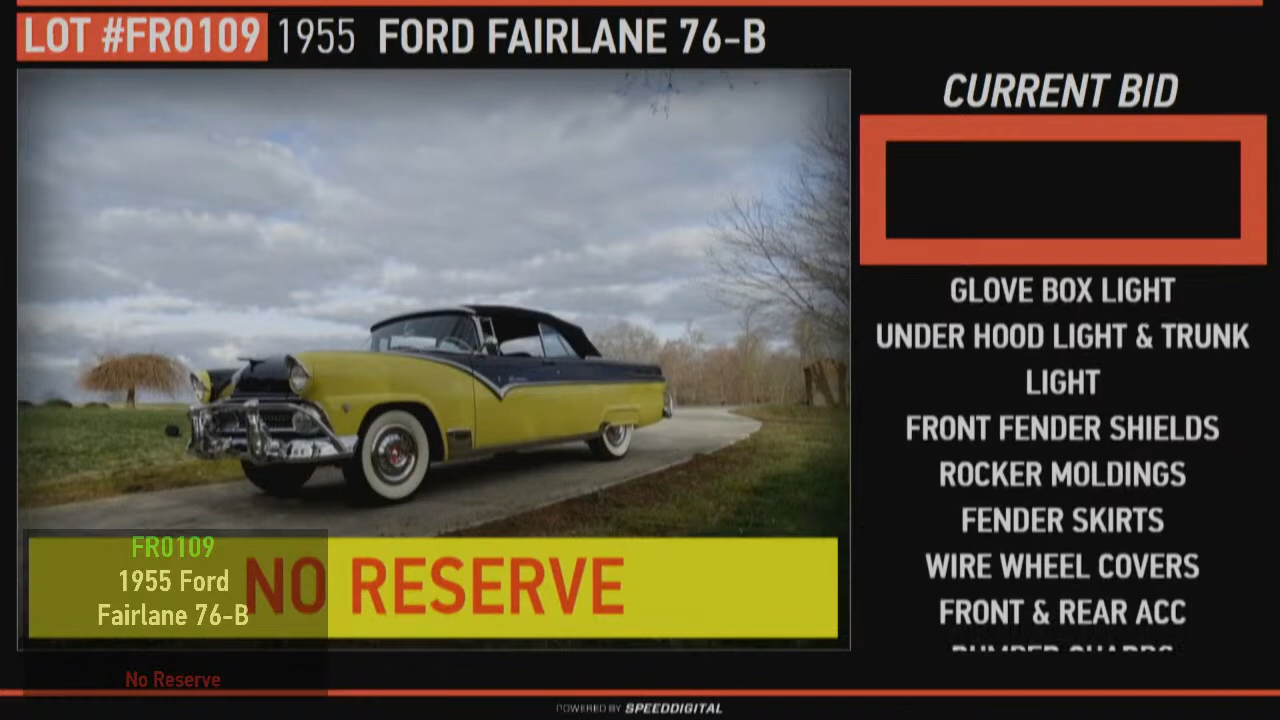 LOT #FR0109 1955 FORD FAIRLANE 76-B
CURRENT BID
GLOVE BOX LIGHT
UNDER HOOD LIGHT & TRUNK
LIGHT
FRONT FENDER SHIELDS
ROCKER MOLDINGS
FENDER SKIRTS
WIRE WHEEL COVERS
FRONT & REAR ACC
BUMPER GUARDS
NO RESERVE
FR0109
1955 Ford
Fairlane 76-B
No Reserve
POWERED BY SPEEDDIGITAL